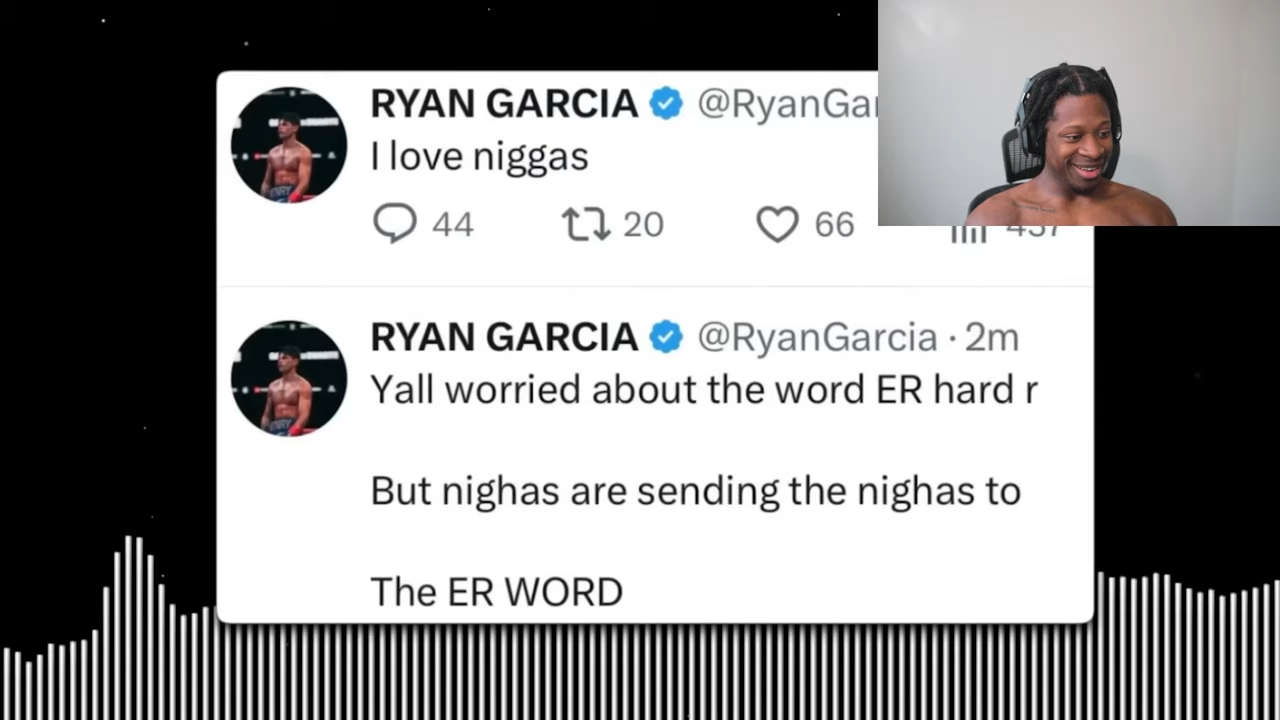 RYAN GARCIA @RyanGar
I love niggas
44 20 66 437
RYAN GARCIA @RyanGarcia · 2m
Yall worried about the word ER hard r
But nighas are sending the nighas to
The ER WORD